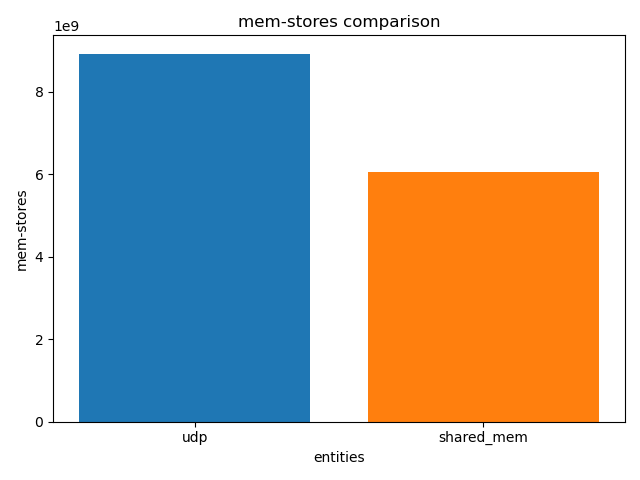 mem-stores comparison
1e9
8
6
4
2
0
mem-stores
udp
shared_mem
entities